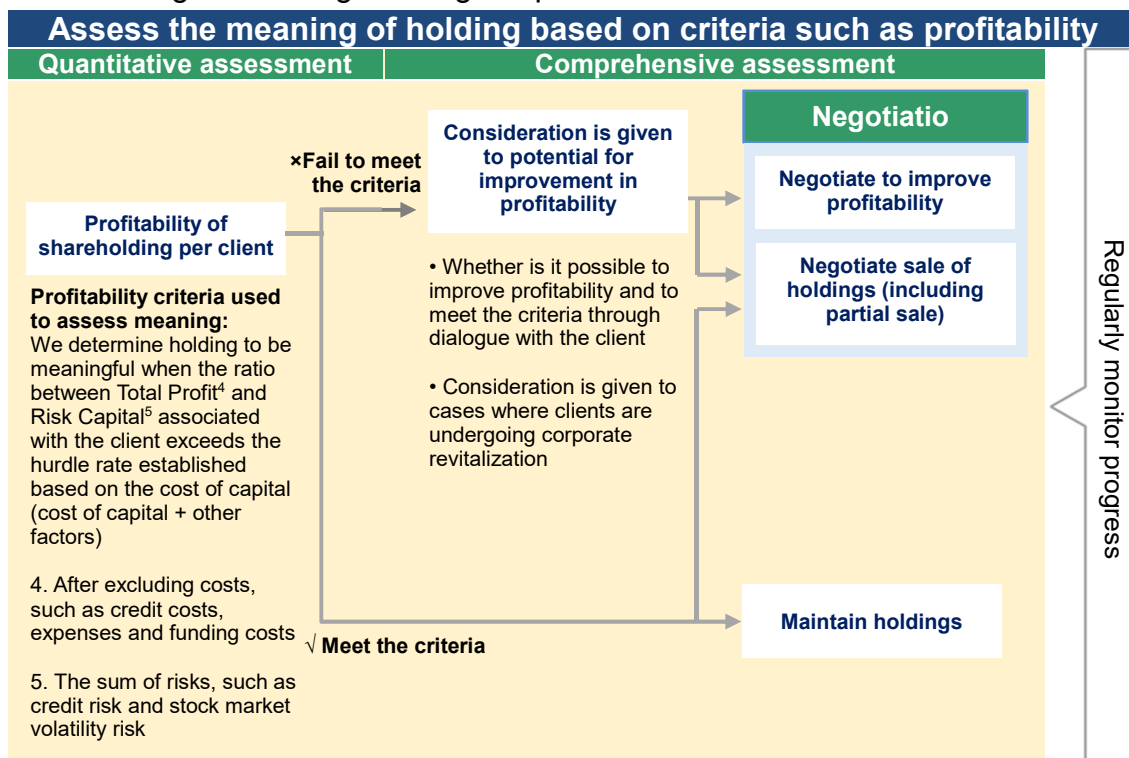 Assess the meaning of holding based on criteria such as profitability
Quantitative assessment
Comprehensive assessment
Profitability of
shareholding per client
Profitability criteria used
to assess meaning:
We determine holding to be
meaningful when the ratio
between Total Profit⁴ and
Risk Capital⁵ associated
with the client exceeds the
hurdle rate established
based on the cost of capital
(cost of capital + other
factors)
4. After excluding costs,
such as credit costs,
expenses and funding costs
5. The sum of risks, such as
credit risk and stock market
volatility risk
×Fail to meet
the criteria
√ Meet the criteria
Consideration is given
to potential for
improvement in
profitability
• Whether is it possible to
improve profitability and to
meet the criteria through
dialogue with the client
• Consideration is given to
cases where clients are
undergoing corporate
revitalization
Negotiatio
Negotiate to improve
profitability
Negotiate sale of
holdings (including
partial sale)
Maintain holdings
Regularly monitor progress